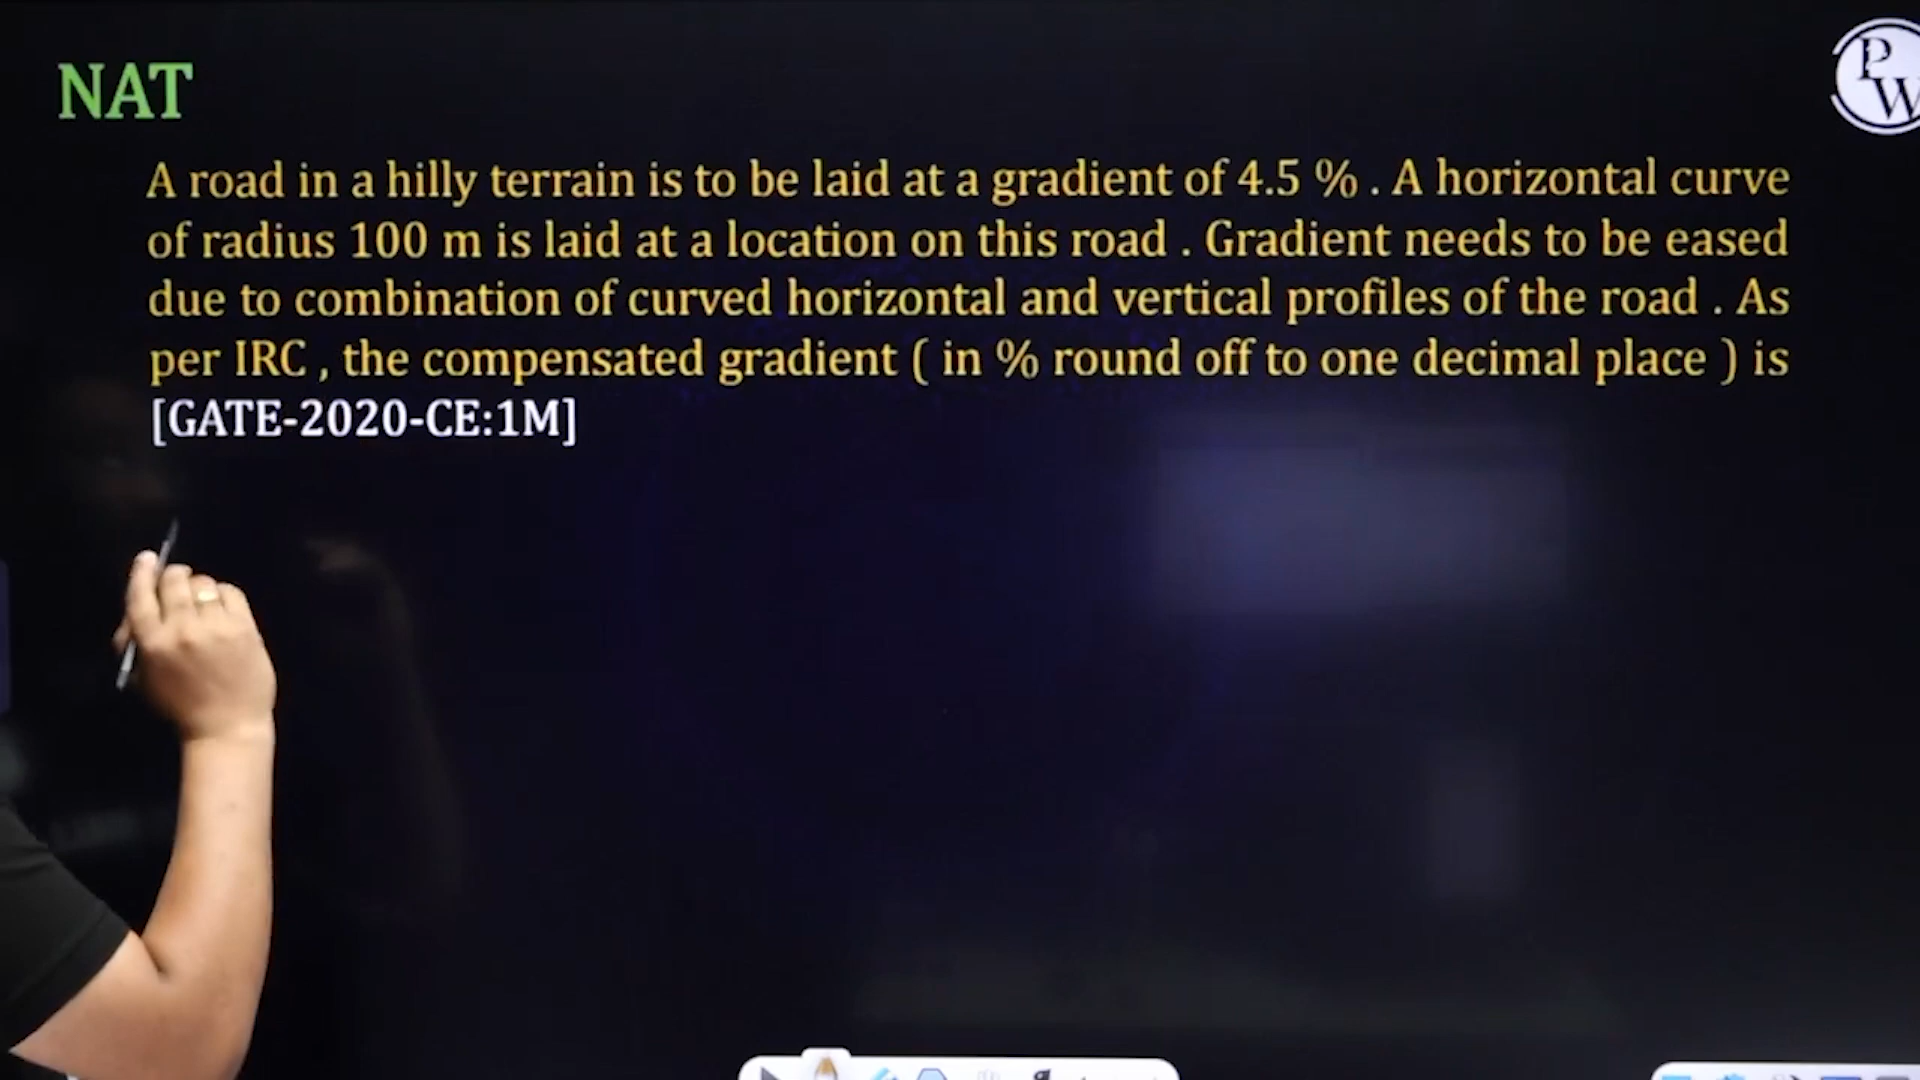 NAT
PW
A road in a hilly terrain is to be laid at a gradient of 4.5 % . A horizontal curve
of radius 100 m is laid at a location on this road . Gradient needs to be eased
due to combination of curved horizontal and vertical profiles of the road . As
per IRC , the compensated gradient ( in % round off to one decimal place ) is
[GATE-2020-CE:1M]